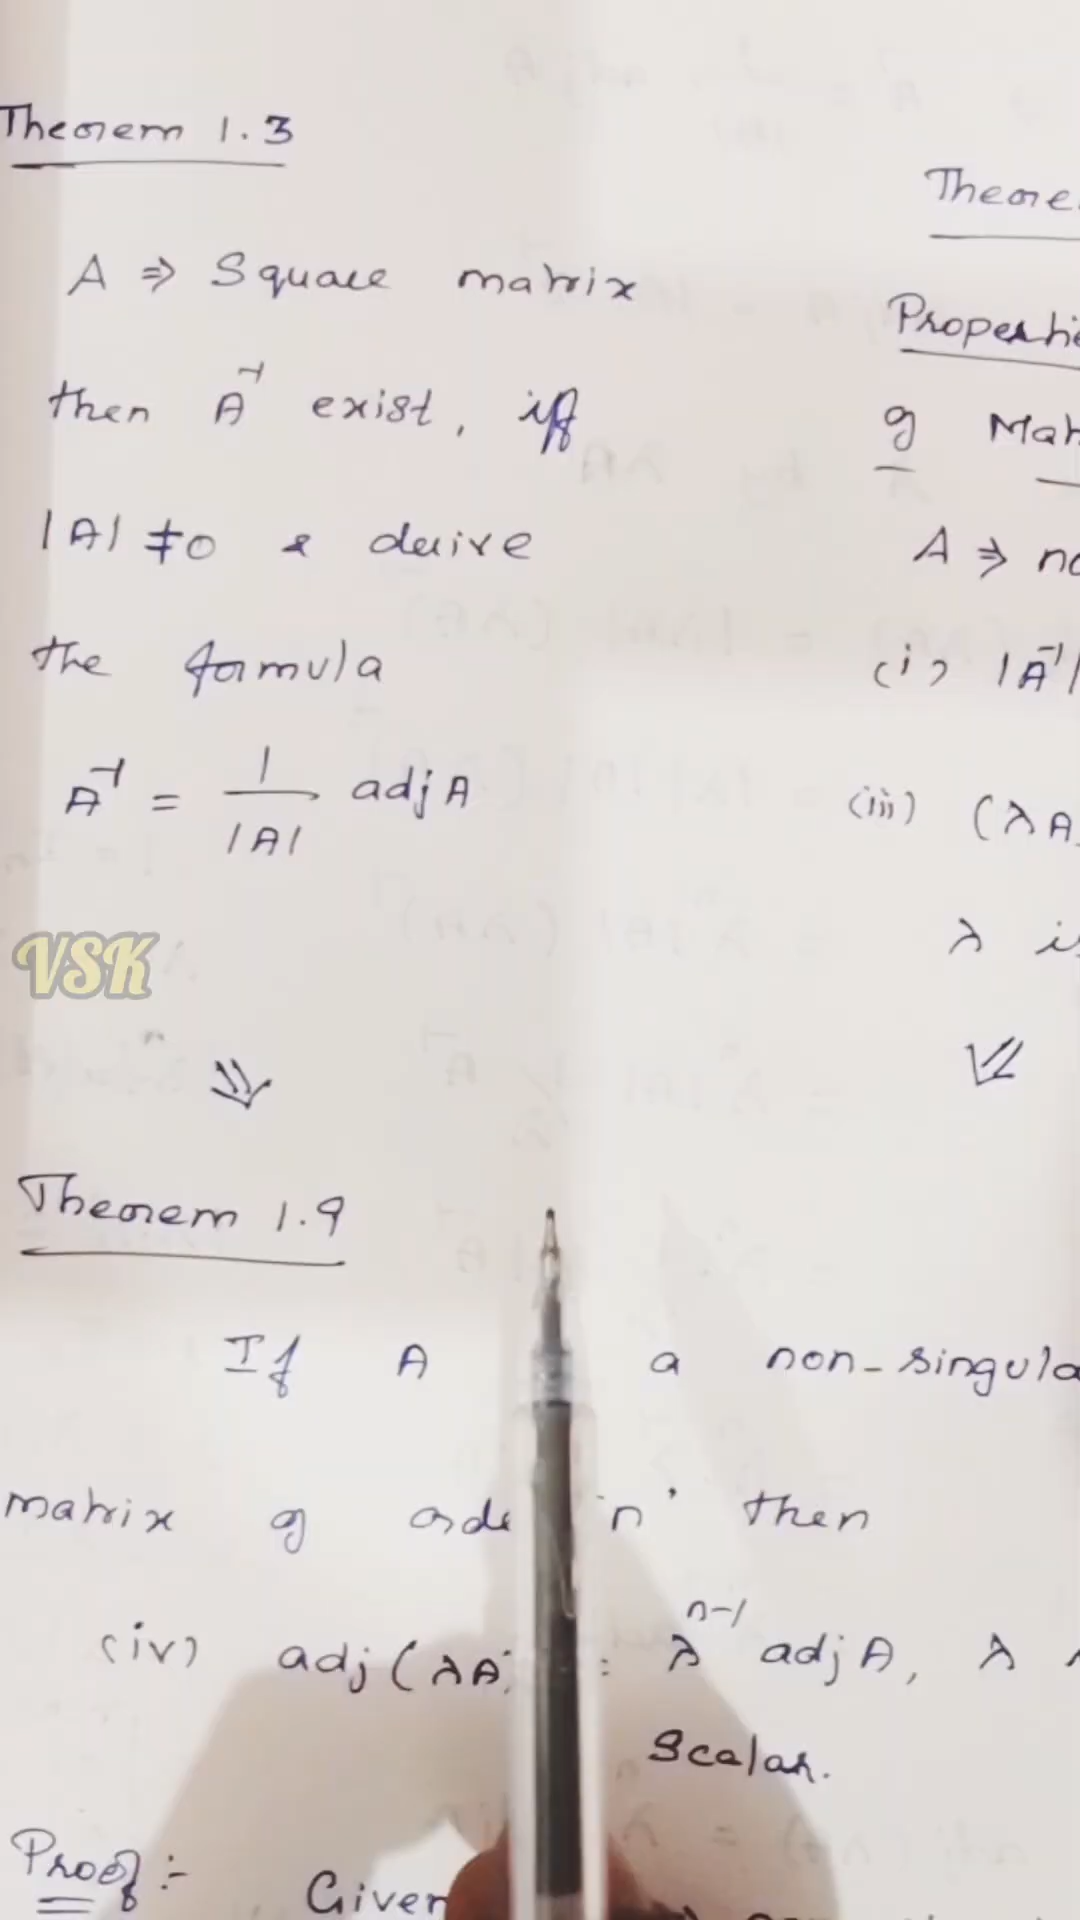 Theorem 1.3
A ⇒ Square matrix
then A⁻¹ exist, iff
|A| ≠ 0 & derive
the formula
A⁻¹ = 1/|A| adj A
VSK
Theorem 1.9
If A a non-singula
matrix of orde 'n' then
(iv) adj(λA) = λⁿ⁻¹ adj A, λ
Scalar.
Proof :- Given
Theore
Propertie
of Mat
A ⇒ no
(i) |A⁻¹|
(iii) (λA
λ is